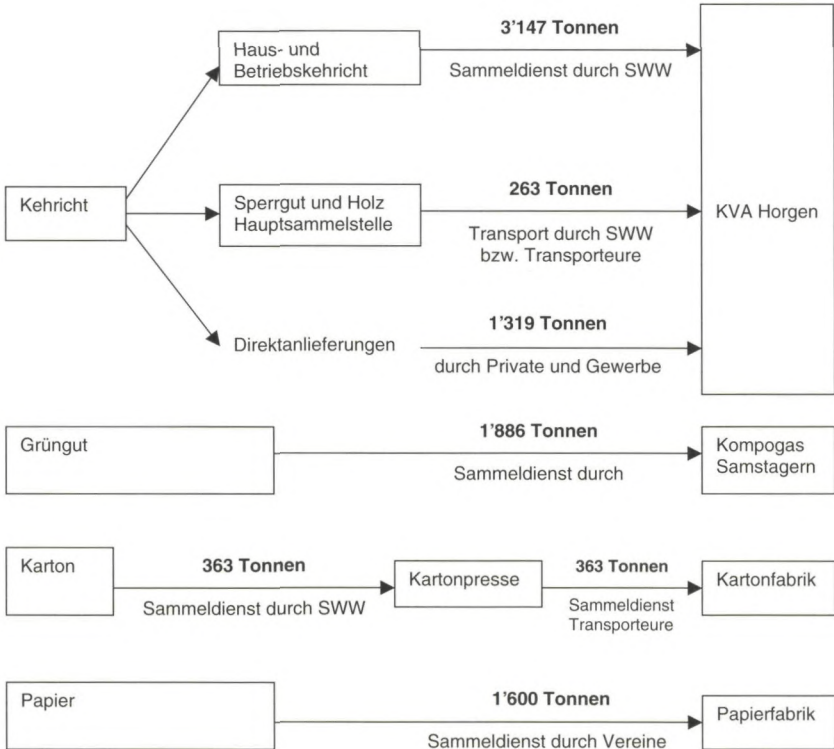 3’147 Tonnen
Haus- und
Betriebskehricht
Sammeldienst durch SWW
Kehricht
263 Tonnen
Sperrgut und Holz
Hauptsammelstelle
Transport durch SWW
bzw. Transporteure
KVA Horgen
1’319 Tonnen
Direktanlieferungen
durch Private und Gewerbe
Grüngut
1’886 Tonnen
Sammeldienst durch
Kompogas
Samstagern
Karton
363 Tonnen
Sammeldienst durch SWW
Kartonpresse
363 Tonnen
Sammeldienst
Transporteure
Kartonfabrik
Papier
1’600 Tonnen
Sammeldienst durch Vereine
Papierfabrik